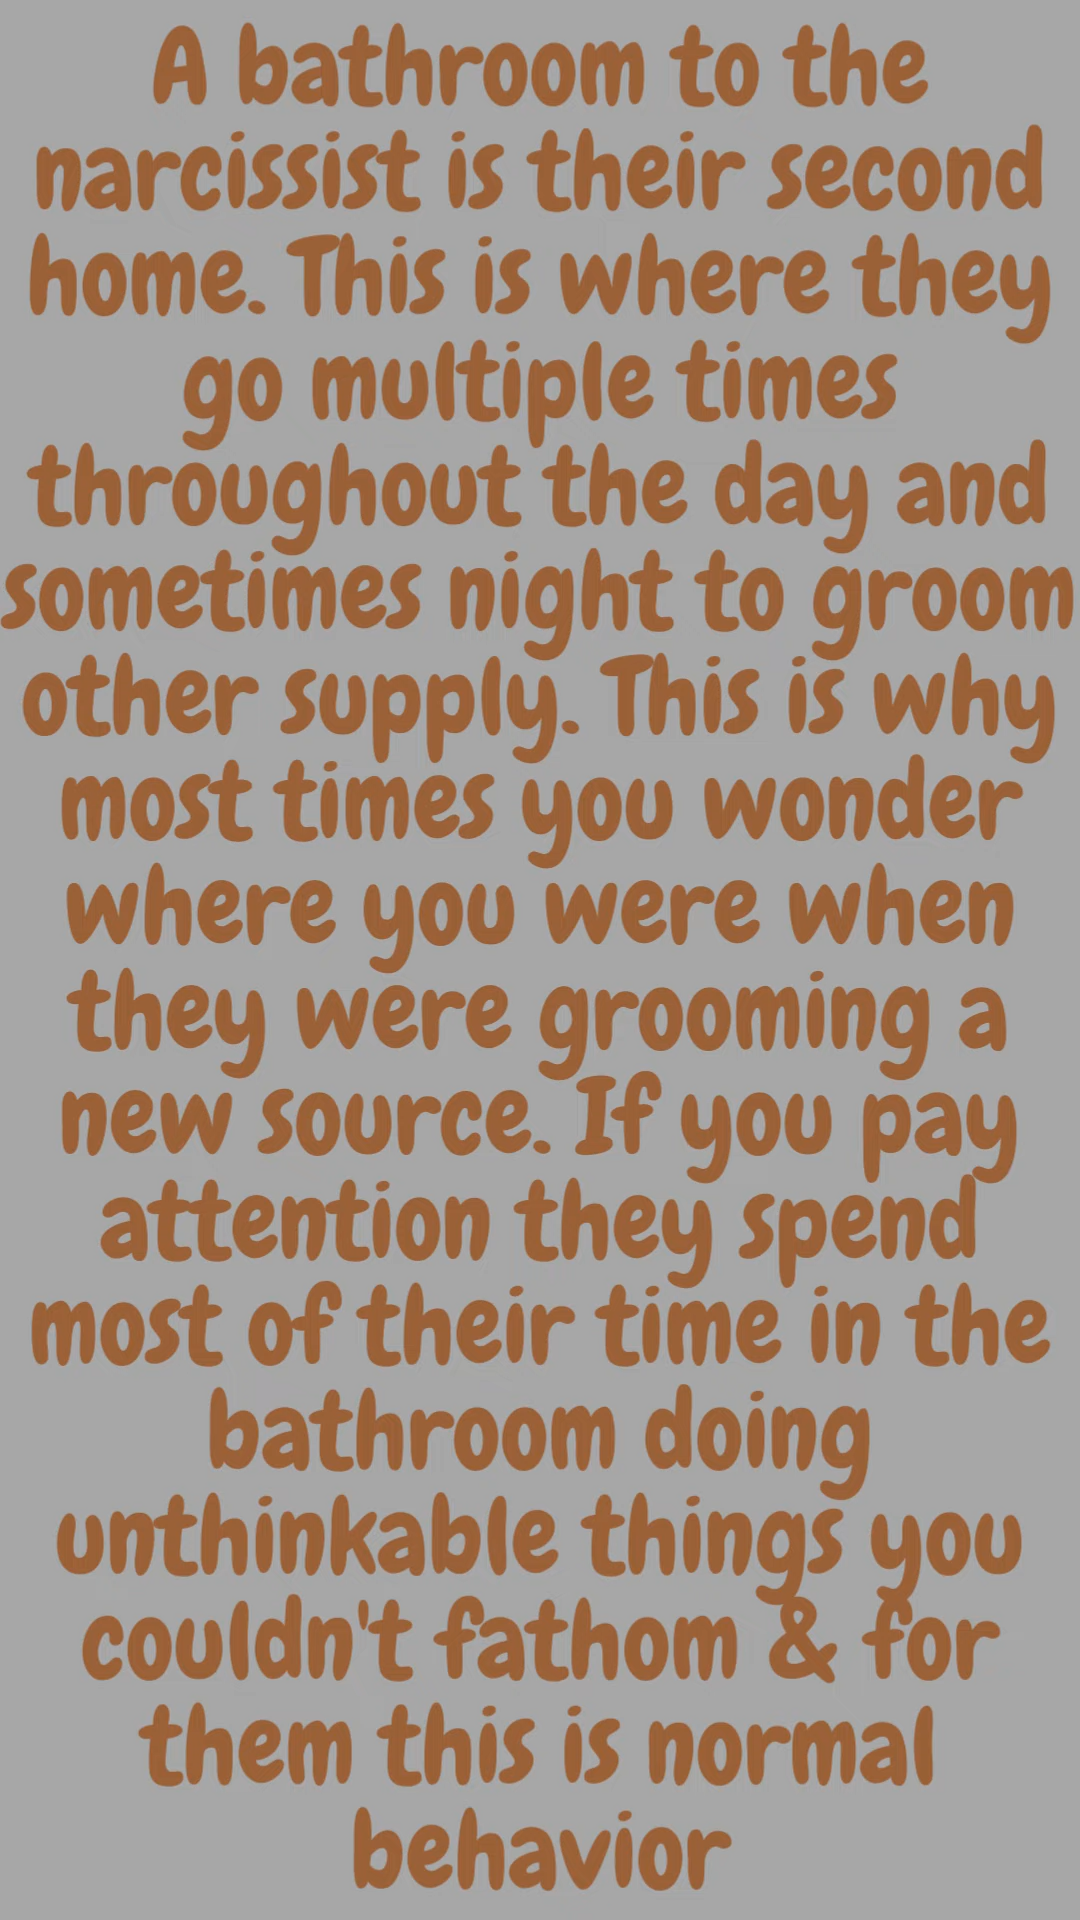 A bathroom to the
narcissist is their second
home. This is where they
go multiple times
throughout the day and
sometimes night to groom
other supply. This is why
most times you wonder
where you were when
they were grooming a
new source. If you pay
attention they spend
most of their time in the
bathroom doing
unthinkable things you
couldn't fathom & for
them this is normal
behavior